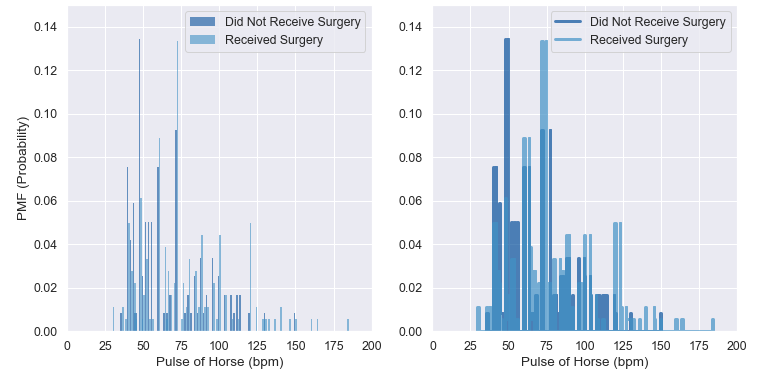 Did Not Receive Surgery
Received Surgery
0.14
0.12
0.10
0.08
0.06
0.04
0.02
0.00
PMF (Probability)
0 25 50 75 100 125 150 175 200
Pulse of Horse (bpm)
Did Not Receive Surgery
Received Surgery
0.14
0.12
0.10
0.08
0.06
0.04
0.02
0.00
0 25 50 75 100 125 150 175 200
Pulse of Horse (bpm)